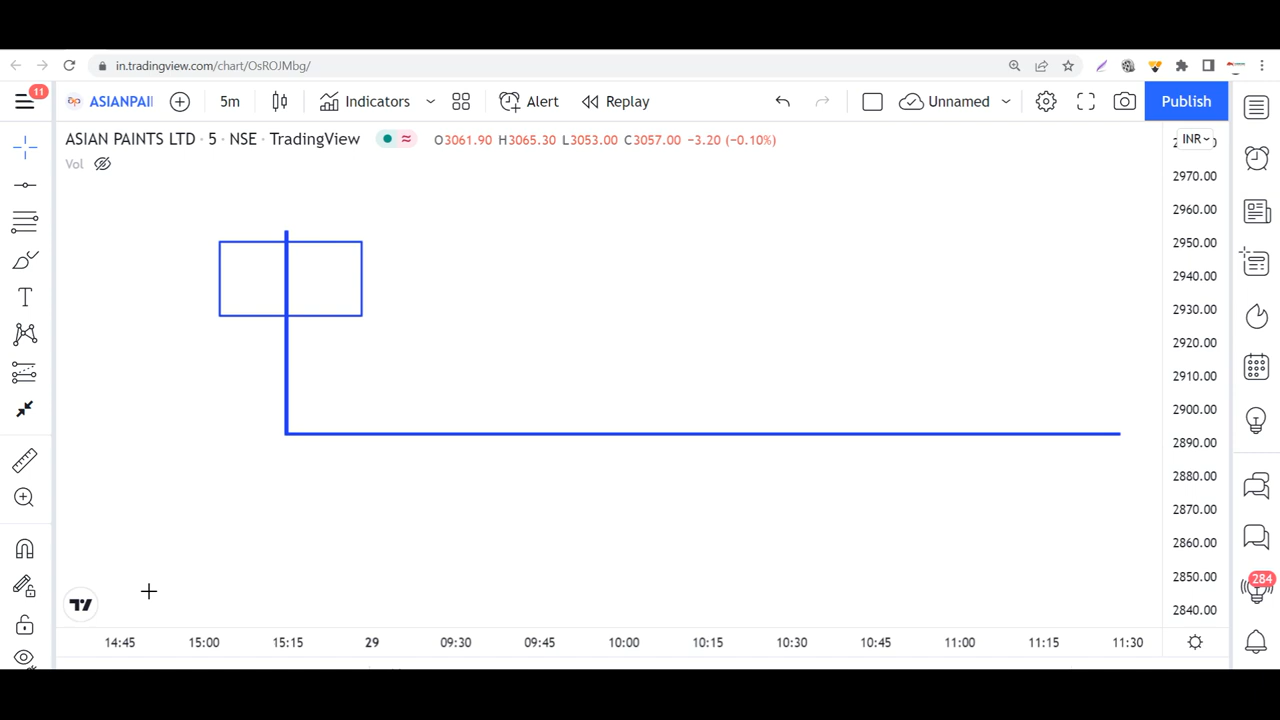 in.tradingview.com/chart/OsROJMbg/
11
ASIANPAI
5m
Indicators
Alert
Replay
Unnamed
Publish
ASIAN PAINTS LTD · 5 · NSE · TradingView
O3061.90 H3065.30 L3053.00 C3057.00 −3.20 (−0.10%)
INR
Vol
2970.00
2960.00
2950.00
2940.00
2930.00
2920.00
2910.00
2900.00
2890.00
2880.00
2870.00
2860.00
2850.00
2840.00
284
14:45 15:00 15:15 29 09:30 09:45 10:00 10:15 10:30 10:45 11:00 11:15 11:30